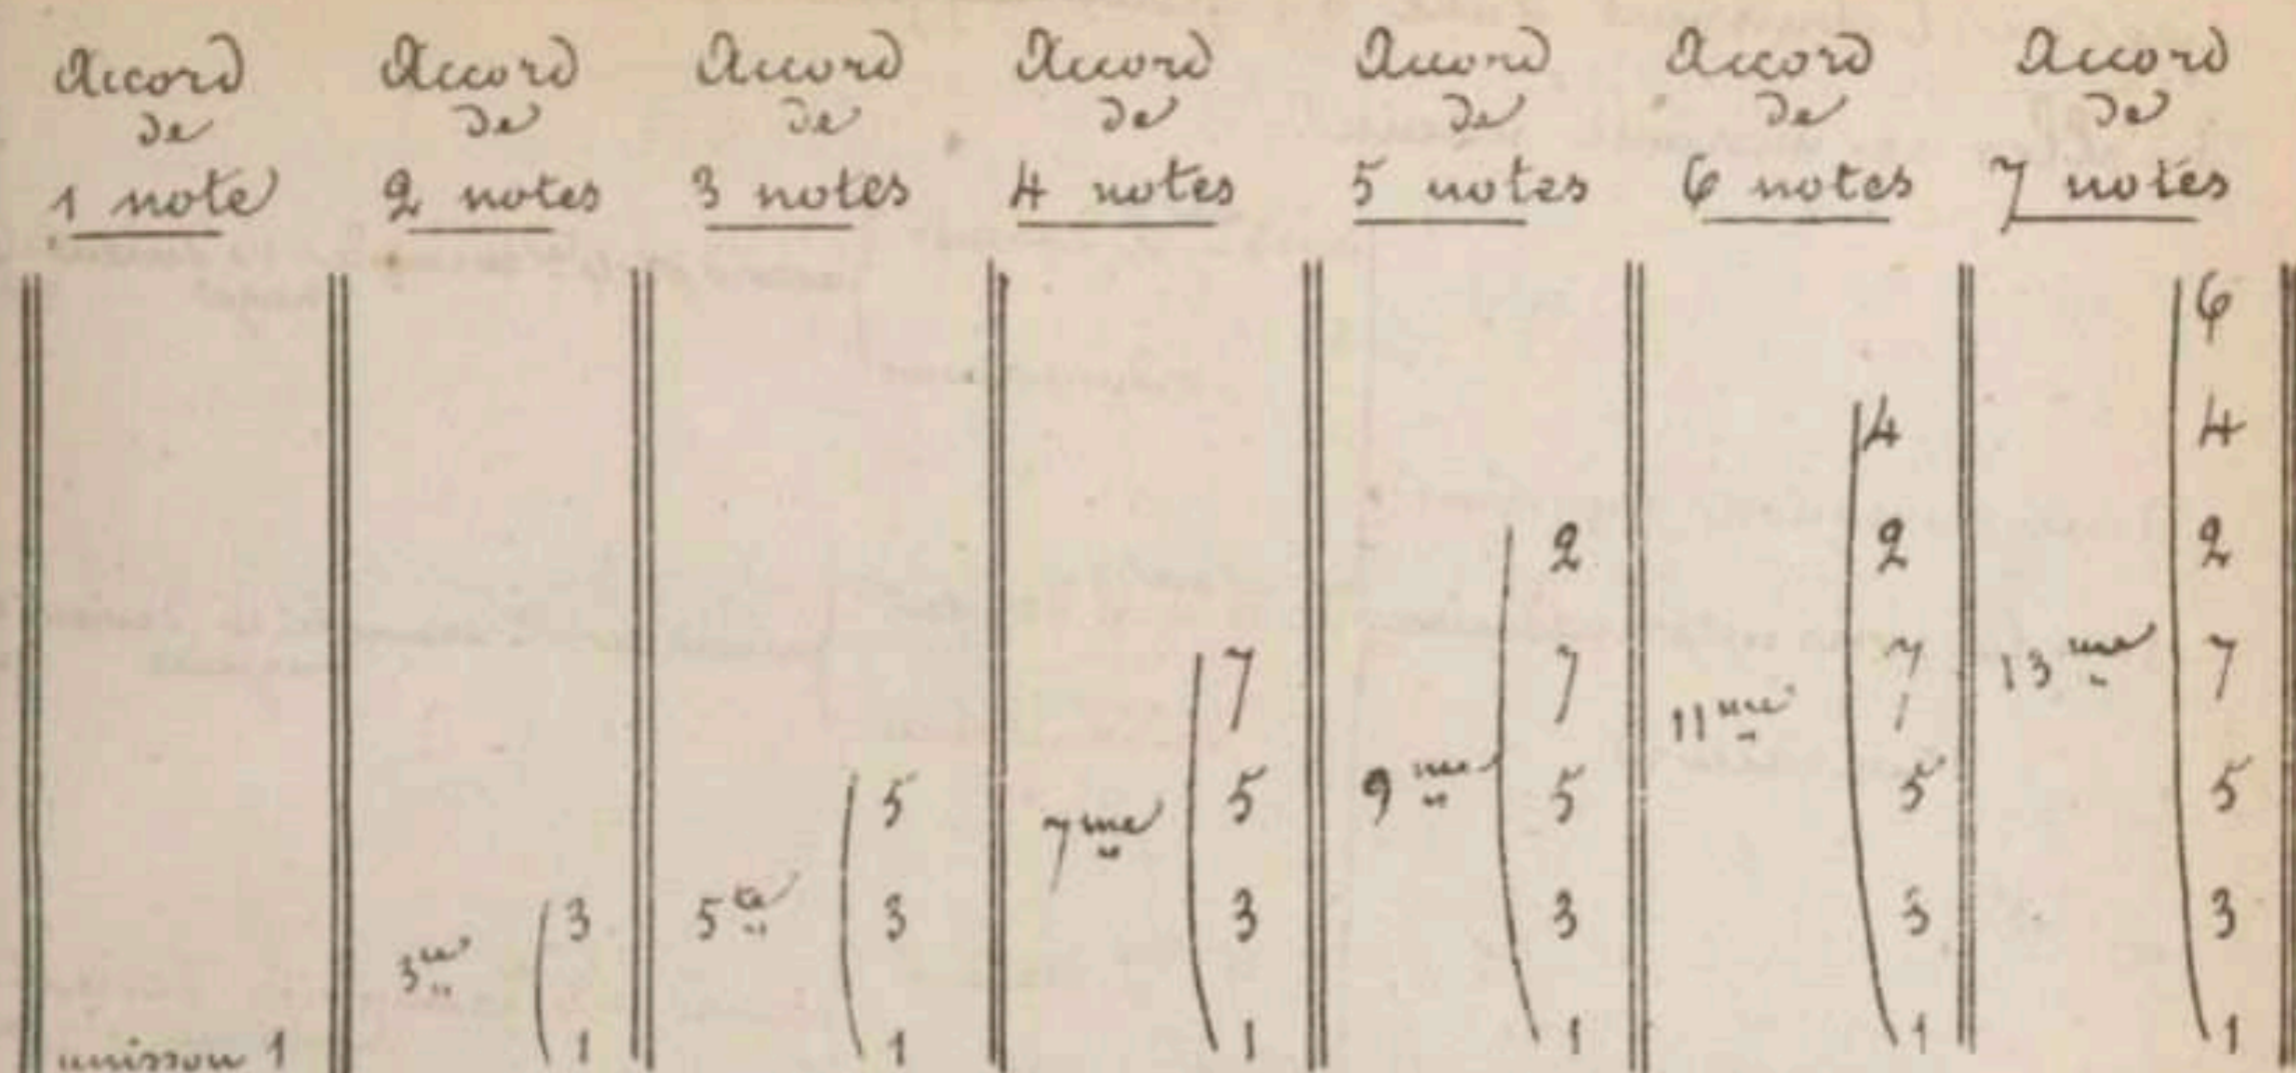 Accord Accord Accord Accord Accord Accord Accord
de de de de de de de
1 note 2 notes 3 notes 4 notes 5 notes 6 notes 7 notes
6
4 4
2 2 2
7 7 7 7
13me
11me
5 5 5 5 5
9me
7me
3 3 3 3 3 3
5te
3ce
unisson 1 1 1 1 1 1 1